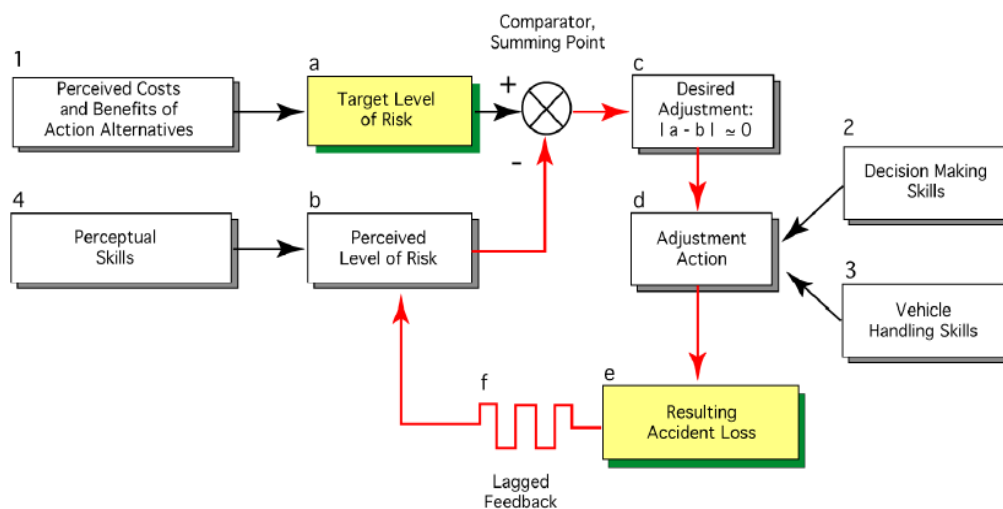 Comparator,
Summing Point
1
Perceived Costs
and Benefits of
Action Alternatives
a
Target Level
of Risk
+
-
c
Desired
Adjustment:
| a - b | ≃ 0
2
Decision Making
Skills
4
Perceptual
Skills
b
Perceived
Level of Risk
d
Adjustment
Action
3
Vehicle
Handling Skills
f
Lagged
Feedback
e
Resulting
Accident Loss